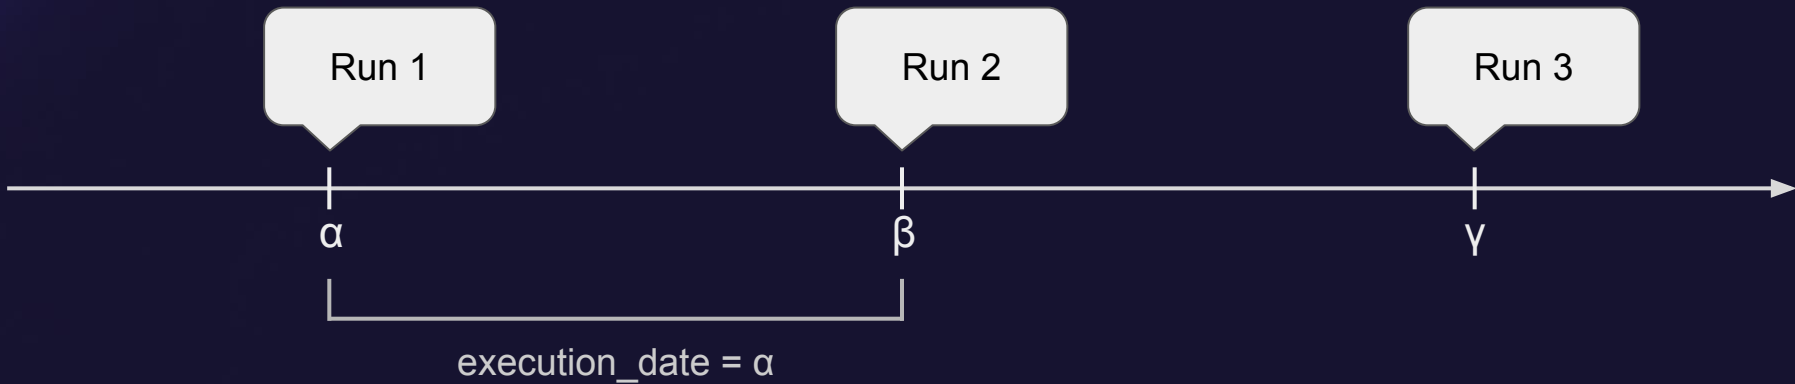 Run 1
Run 2
Run 3
α
β
γ
execution_date = α